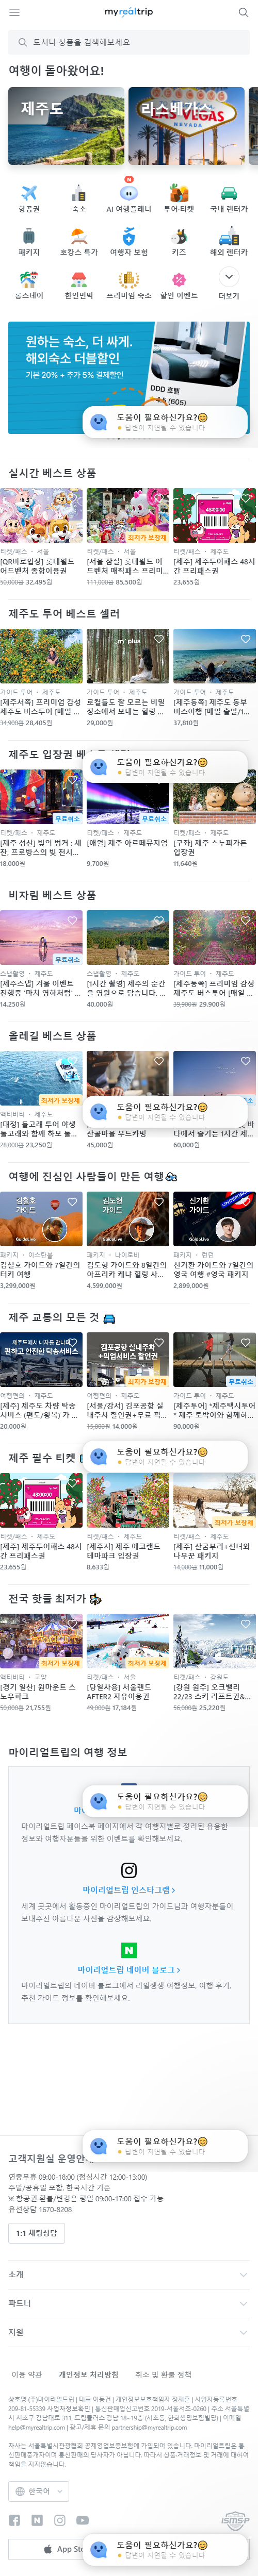 myrealtrip
도시나 상품을 검색해보세요
여행이 돌아왔어요!
제주도
라스베가스
항공권
숙소
AI 여행플래너
투어·티켓
국내 렌터카
패키지
호캉스 특가
여행자 보험
키즈
해외 렌터카
홈스테이
한인민박
프리미엄 숙소
할인 이벤트
더보기
원하는 숙소, 더 싸게.
해외숙소 더블할인
기본 20% + 추가 5% 결제할인
도움이 필요하신가요?
답변이 지연될 수 있습니다
실시간 베스트 상품
최저가 보장제
티켓/패스 · 서울
[QR바로입장] 롯데월드 어드벤처 종합이용권
50,000원 32,495원
티켓/패스 · 서울
[서울 잠실] 롯데월드 어드벤처 매직패스 프리미...
111,000원 85,500원
티켓/패스 · 제주도
[제주] 제주투어패스 48시간 프리패스권
23,655원
제주도 투어 베스트 셀러
가이드 투어 · 제주도
[제주서쪽] 프리미엄 감성 제주도 버스투어 [매일 ...
34,900원 28,405원
가이드 투어 · 제주도
로컬들도 잘 모르는 비밀 장소에서 보내는 힐링 ...
29,000원
가이드 투어 · 제주도
[제주동쪽] 제주도 동부 버스여행 [매일 출발/1...
37,810원
제주도 입장권
도움이 필요하신가요?
답변이 지연될 수 있습니다
무료취소
티켓/패스 · 제주도
[제주 성산] 빛의 벙커 : 세잔, 프로방스의 빛 전시...
18,000원
무료취소
티켓/패스 · 제주도
[애월] 제주 아르떼뮤지엄
9,700원
티켓/패스 · 제주도
[구좌] 제주 스누피가든 입장권
11,640원
비자림 베스트 상품
무료취소
스냅촬영 · 제주도
[제주스냅] 겨울 이벤트 진행중 '마치 영화처럼' ...
14,250원
스냅촬영 · 제주도
[1시간 촬영] 제주의 순간을 영원으로 담습니다. ...
40,000원
가이드 투어 · 제주도
[제주동쪽] 프리미엄 감성 제주도 버스투어 [매일 ...
39,900원 29,900원
올레길 베스트 상품
도움이 필요하신가요?
답변이 지연될 수 있습니다
최저가 보장제
액티비티 · 제주도
[대정] 돌고래 투어 야생 돌고래와 함께 하모 돌...
28,000원 23,250원
산골마을 우드카빙
45,000원
다에서 즐기는 1시간 제...
60,000원
여행에 진심인 사람들이 만든 여행
김철호 가이드
패키지 · 이스탄불
김철호 가이드와 7일간의 터키 여행
3,299,000원
김도형 가이드
패키지 · 나이로비
김도형 가이드와 8일간의 아프리카 케냐 힐링 사...
4,599,000원
신기환 가이드
패키지 · 런던
신기환 가이드와 7일간의 영국 여행 #영국 패키지
2,899,000원
제주 교통의 모든 것
제주도에서 내차를 만나다
편하고 안전한 탁송서비스
여행편의 · 제주도
[제주] 제주도 차량 탁송 서비스 (편도/왕복) 카 ...
20,000원
김포공항 실내주차
+픽업서비스 할인권
최저가 보장제
여행편의 · 제주도
[서울/강서] 김포공항 실내주차 할인권+무료 픽...
15,000원 14,000원
무료취소
가이드 투어 · 제주도
[제주투어] *제주택시투어* 제주 토박이와 함께하...
90,000원
제주 필수 티켓
도움이 필요하신가요?
답변이 지연될 수 있습니다
티켓/패스 · 제주도
[제주] 제주투어패스 48시간 프리패스권
23,655원
티켓/패스 · 제주도
[제주시] 제주 에코랜드 테마파크 입장권
8,633원
최저가 보장제
티켓/패스 · 제주도
[제주] 산굼부리+선녀와 나무꾼 패키지
14,000원 11,000원
전국 핫플 최저가
최저가 보장제
액티비티 · 고양
[경기 일산] 원마운트 스노우파크
50,000원 21,755원
최저가 보장제
티켓/패스 · 서울
[당일사용] 서울랜드 AFTER2 자유이용권
49,000원 17,184원
티켓/패스 · 강원도
[강원 원주] 오크밸리 22/23 스키 리프트권&...
56,000원 25,220원
마이리얼트립의 여행 정보
도움이 필요하신가요?
답변이 지연될 수 있습니다
마이리얼트립 페이스북 페이지에서 각 여행지별로 정리된 유용한 정보와 여행자분들을 위한 이벤트를 확인해보세요.
마이리얼트립 인스타그램 >
세계 곳곳에서 활동중인 마이리얼트립의 가이드님과 여행자분들이 보내주신 아름다운 사진을 감상해보세요.
마이리얼트립 네이버 블로그 >
마이리얼트립의 네이버 블로그에서 리얼생생 여행정보, 여행 후기, 추천 가이드 정보를 확인해보세요.
도움이 필요하신가요?
답변이 지연될 수 있습니다
고객지원실 운영안내
연중무휴 09:00-18:00 (점심시간 12:00-13:00)
주말/공휴일 포함, 한국시간 기준
※ 항공권 환불/변경은 평일 09:00-17:00 접수 가능
유선상담 1670-8208
1:1 채팅상담
소개
파트너
지원
이용 약관
개인정보 처리방침
취소 및 환불 정책
상호명 (주)마이리얼트립 | 대표 이동건 | 개인정보보호책임자 정재훈 | 사업자등록번호 209-81-55339 사업자정보확인 | 통신판매업신고번호 2019-서울서초-0260 | 주소 서울특별시 서초구 강남대로 311, 드림플러스 강남 18~19층 (서초동, 한화생명보험빌딩) | 이메일 help@myrealtrip.com | 광고/제휴 문의 partnership@myrealtrip.com
자사는 서울특별시관광협회 공제영업보증보험에 가입되어 있습니다. 마이리얼트립은 통신판매중개자이며 통신판매의 당사자가 아닙니다. 따라서 상품·거래정보 및 거래에 대하여 책임을 지지않습니다.
한국어
ISMS-P
App Sto
도움이 필요하신가요?
답변이 지연될 수 있습니다